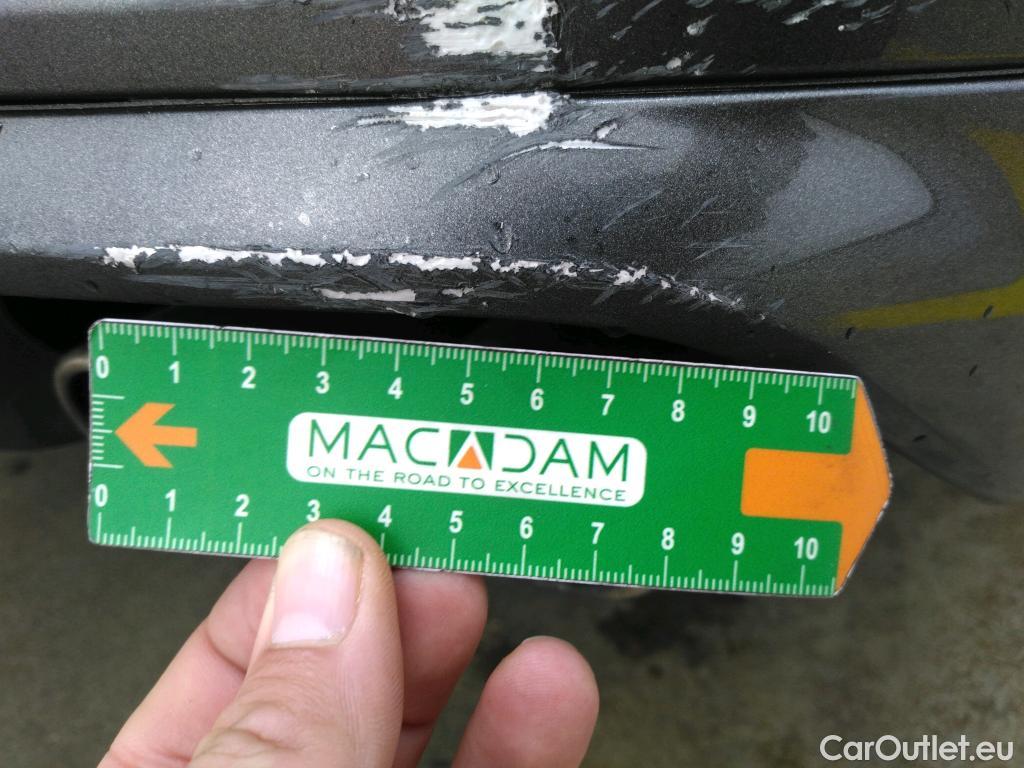 0 1 2 3 4 5 6 7 8 9 10
MACADAM
ON THE ROAD TO EXCELLENCE
0 1 2 3 4 5 6 7 8 9 10
CarOutlet.eu